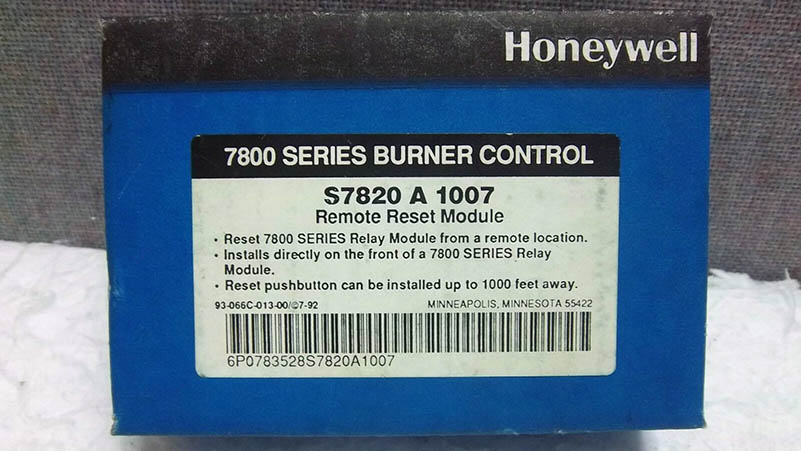 Honeywell
7800 SERIES BURNER CONTROL
S7820 A 1007
Remote Reset Module
• Reset 7800 SERIES Relay Module from a remote location.
• Installs directly on the front of a 7800 SERIES Relay
Module.
• Reset pushbutton can be installed up to 1000 feet away.
93-066C-013-00/©7-92 MINNEAPOLIS, MINNESOTA 55422
6P0783528S7820A1007